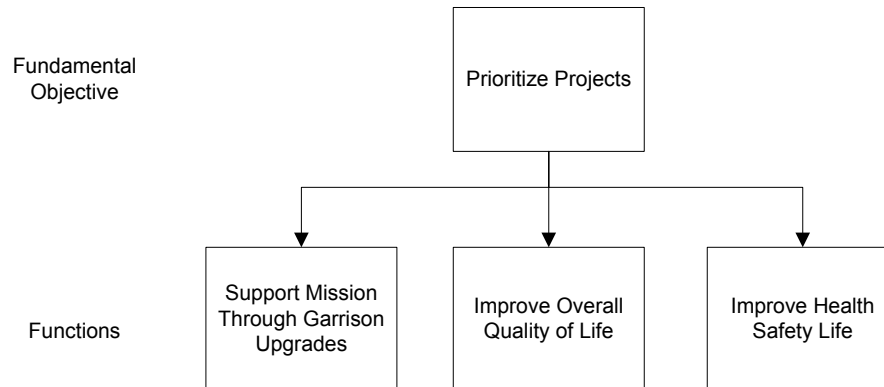 Fundamental
Objective
Prioritize Projects
Functions
Support Mission
Through Garrison
Upgrades
Improve Overall
Quality of Life
Improve Health
Safety Life